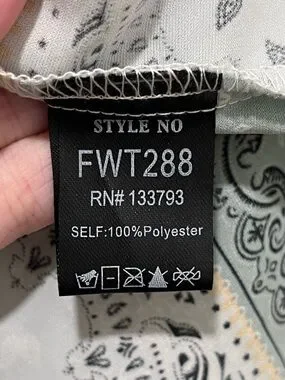 STYLE NO
FWT288
RN# 133793
SELF:100%Polyester